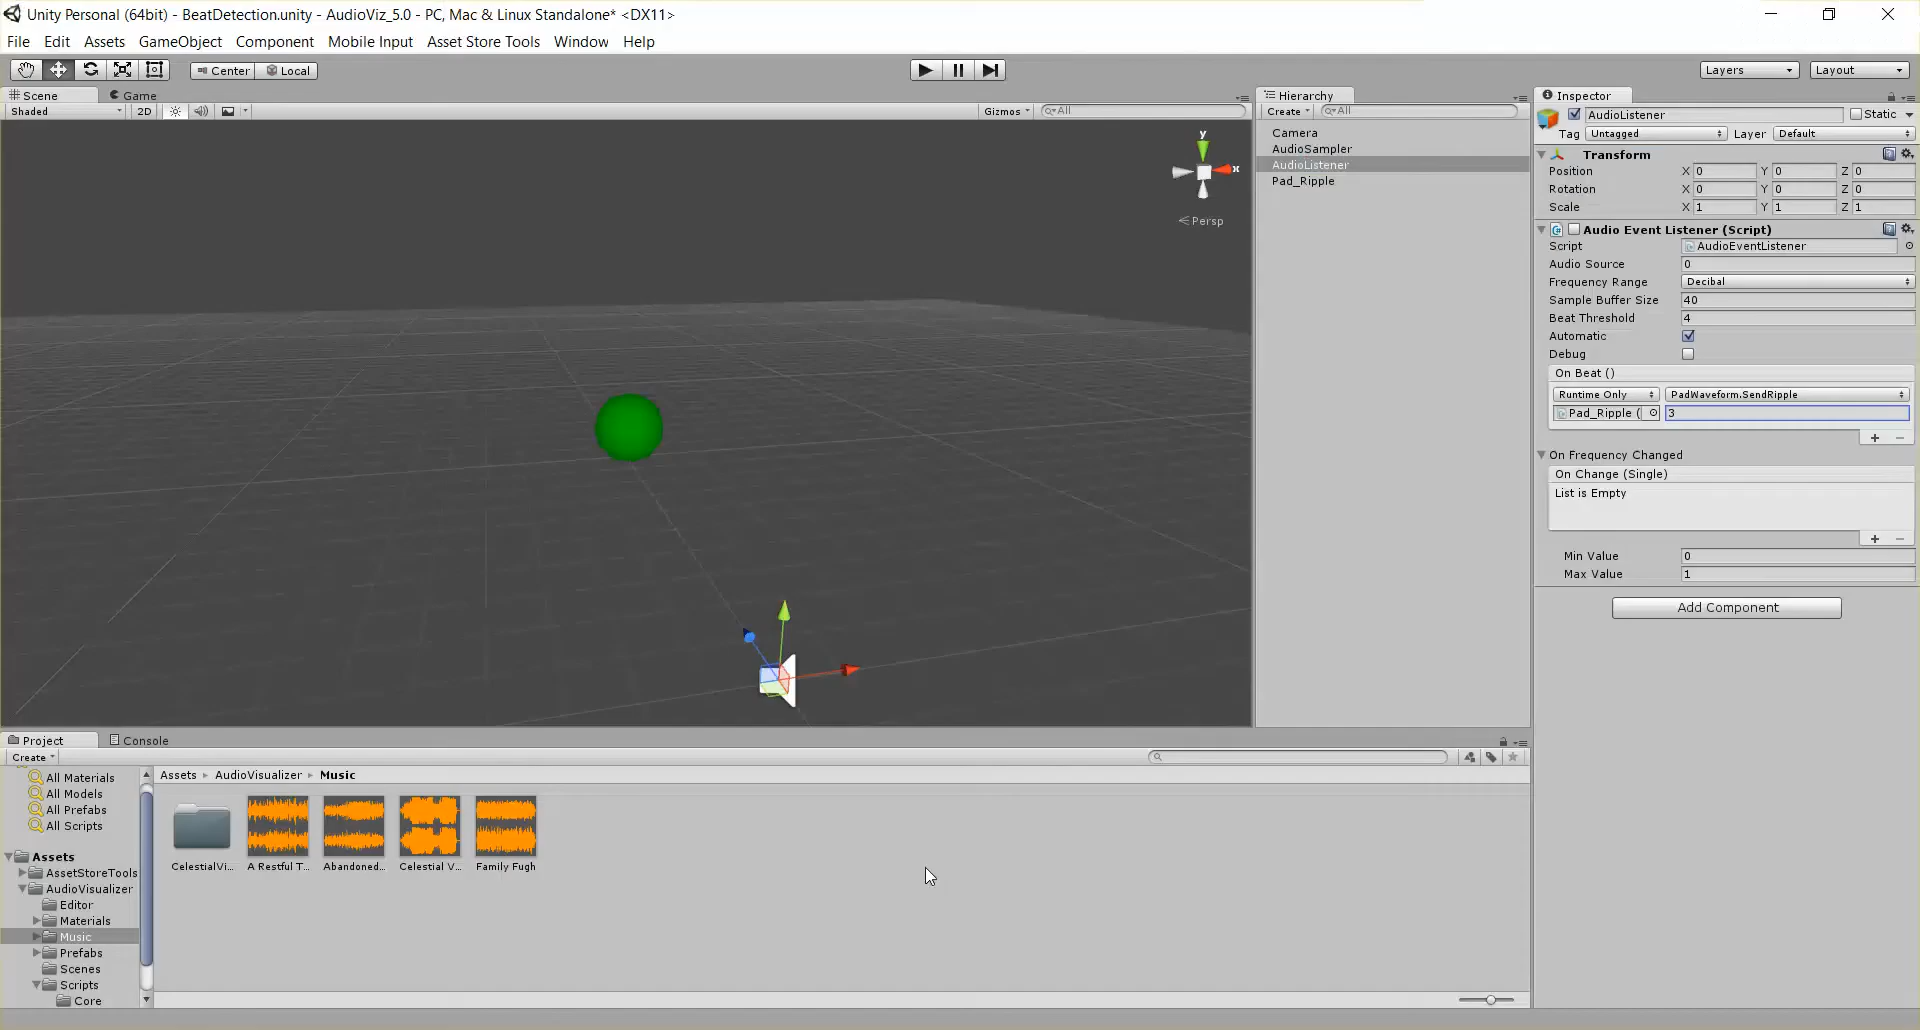 Unity Personal (64bit) - BeatDetection.unity - AudioViz_5.0 - PC, Mac & Linux Standalone* <DX11>
File Edit Assets GameObject Component Mobile Input Asset Store Tools Window Help
Center Local Layers Layout
Scene Game
Shaded 2D Gizmos All
y
x
Persp
Hierarchy
Create All
Camera
AudioSampler
AudioListener
Pad_Ripple
Inspector
AudioListener Static
Tag Untagged Layer Default
Transform
Position X 0 Y 0 Z 0
Rotation X 0 Y 0 Z 0
Scale X 1 Y 1 Z 1
Audio Event Listener (Script)
Script AudioEventListener
Audio Source 0
Frequency Range Decibal
Sample Buffer Size 40
Beat Threshold 4
Automatic
Debug
On Beat ()
Runtime Only PadWaveform.SendRipple
Pad_Ripple ( 3
On Frequency Changed
On Change (Single)
List is Empty
Min Value 0
Max Value 1
Add Component
Project Console
Create
All Materials
All Models
All Prefabs
All Scripts
Assets
AssetStoreTools
AudioVisualizer
Editor
Materials
Music
Prefabs
Scenes
Scripts
Core
Assets AudioVisualizer Music
CelestialVi... A Restful T... Abandoned... Celestial V... Family Fugh